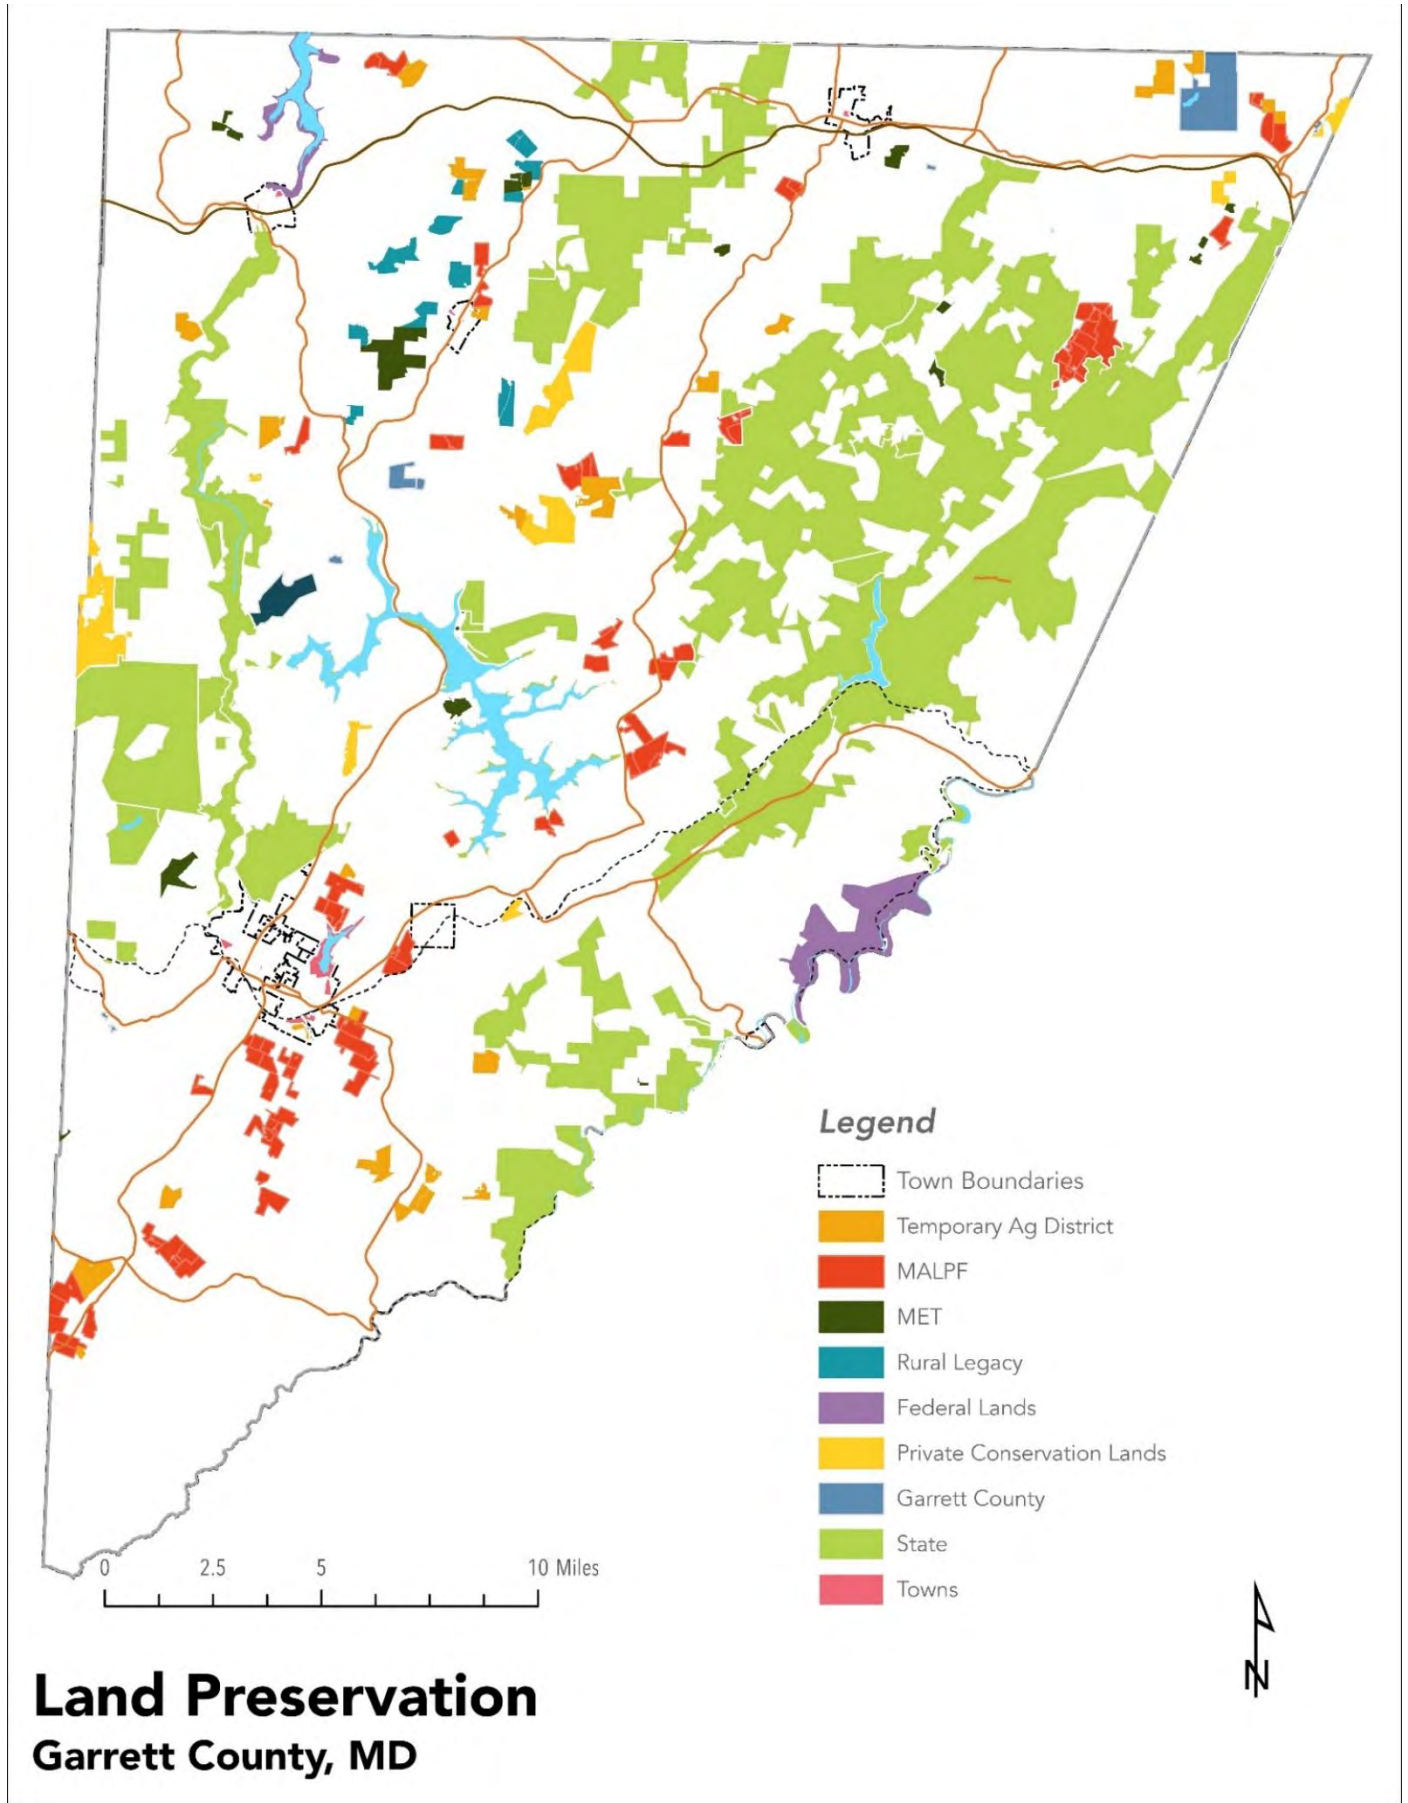 Legend
Town Boundaries
Temporary Ag District
MALPF
MET
Rural Legacy
Federal Lands
Private Conservation Lands
Garrett County
State
Towns
0 2.5 5 10 Miles
N
Land Preservation
Garrett County, MD